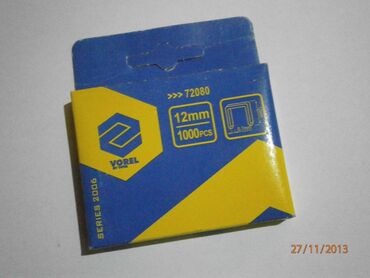 >>> 72080
12mm
1000PCS
VOREL
SERIES 2006
27/11/2013